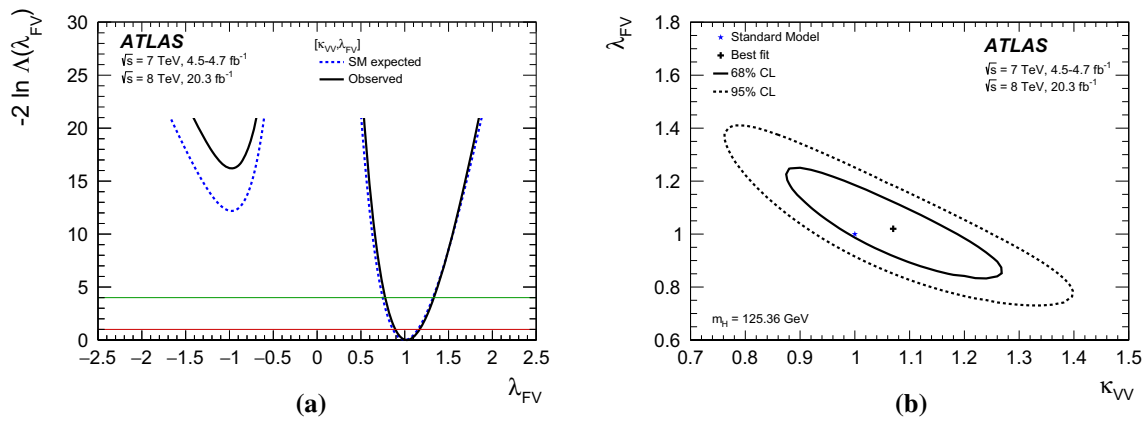 -2 ln Λ(λFV)
ATLAS
√s = 7 TeV, 4.5-4.7 fb⁻¹
√s = 8 TeV, 20.3 fb⁻¹
[κVV,λFV]
SM expected
Observed
30
25
20
15
10
5
0
−2.5 −2 −1.5 −1 −0.5 0 0.5 1 1.5 2 2.5
λFV
(a)
λFV
Standard Model
Best fit
68% CL
95% CL
ATLAS
√s = 7 TeV, 4.5-4.7 fb⁻¹
√s = 8 TeV, 20.3 fb⁻¹
1.8
1.6
1.4
1.2
1
0.8
0.6
mH = 125.36 GeV
0.7 0.8 0.9 1 1.1 1.2 1.3 1.4 1.5
κVV
(b)